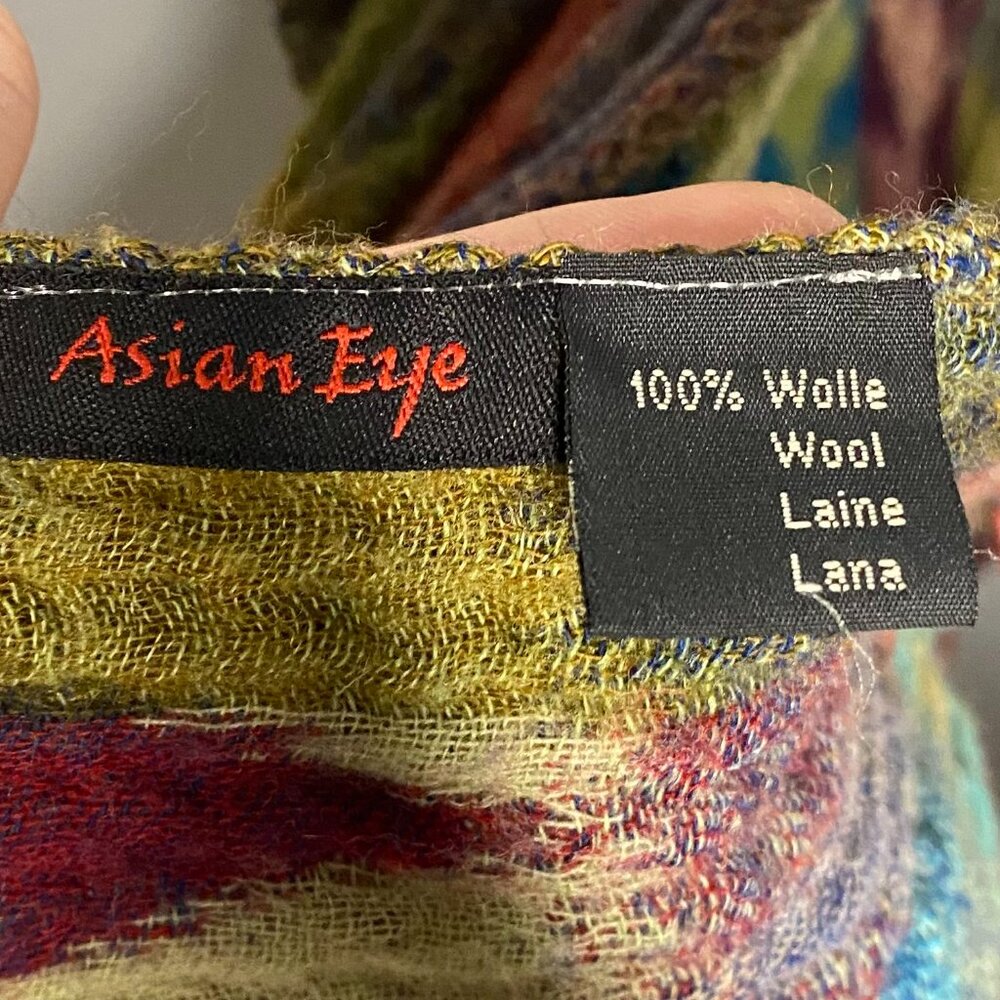 Asian Eye
100% Wolle
Wool
Laine
Lana